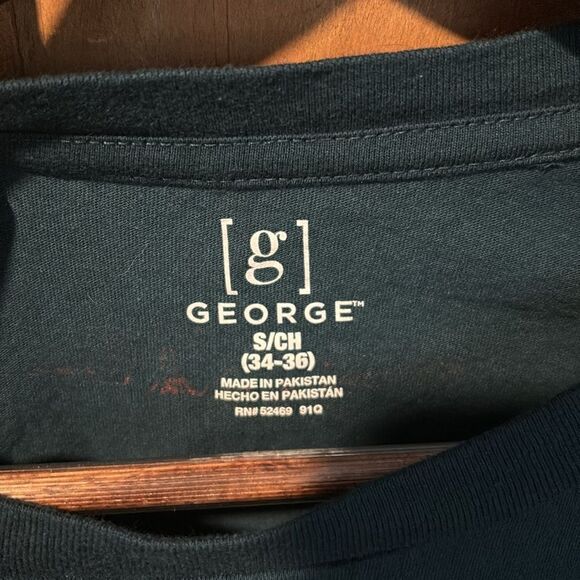 [g]
GEORGE™
S/CH
(34-36)
MADE IN PAKISTAN
HECHO EN PAKISTÁN
RN# 52469 91Q